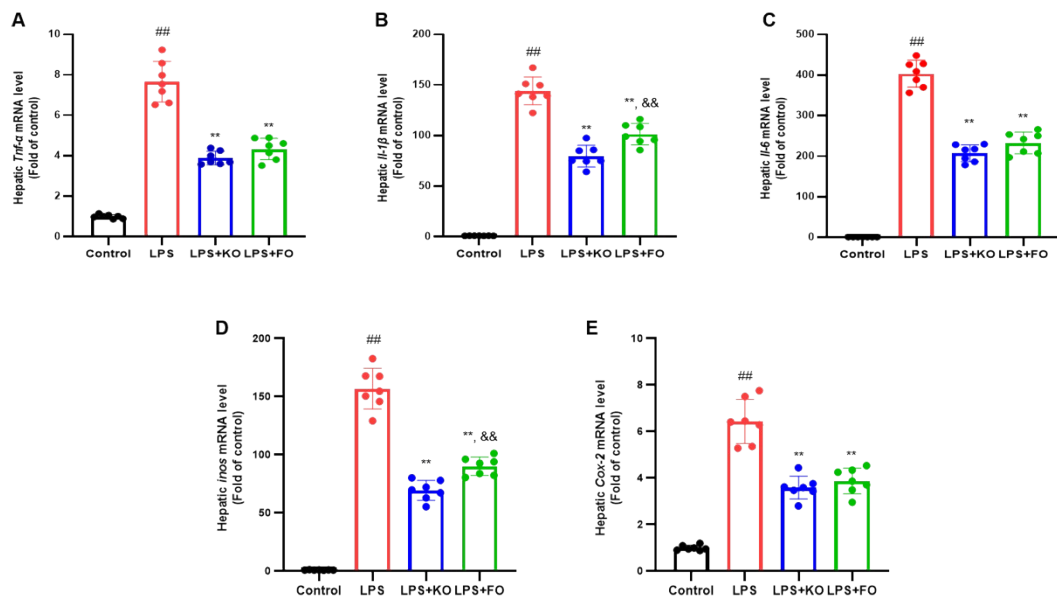 A
Hepatic Tnf-α mRNA level
(Fold of control)
10
8
6
4
2
0
##
**
**
Control LPS LPS+KO LPS+FO
B
Hepatic Il-1β mRNA level
(Fold of control)
200
150
100
50
0
##
**
**, &&
Control LPS LPS+KO LPS+FO
C
Hepatic Il-6 mRNA level
(Fold of control)
500
400
300
200
100
0
##
**
**
Control LPS LPS+KO LPS+FO
D
Hepatic inos mRNA level
(Fold of control)
200
150
100
50
0
##
**
**, &&
Control LPS LPS+KO LPS+FO
E
Hepatic Cox-2 mRNA level
(Fold of control)
10
8
6
4
2
0
##
**
**
Control LPS LPS+KO LPS+FO